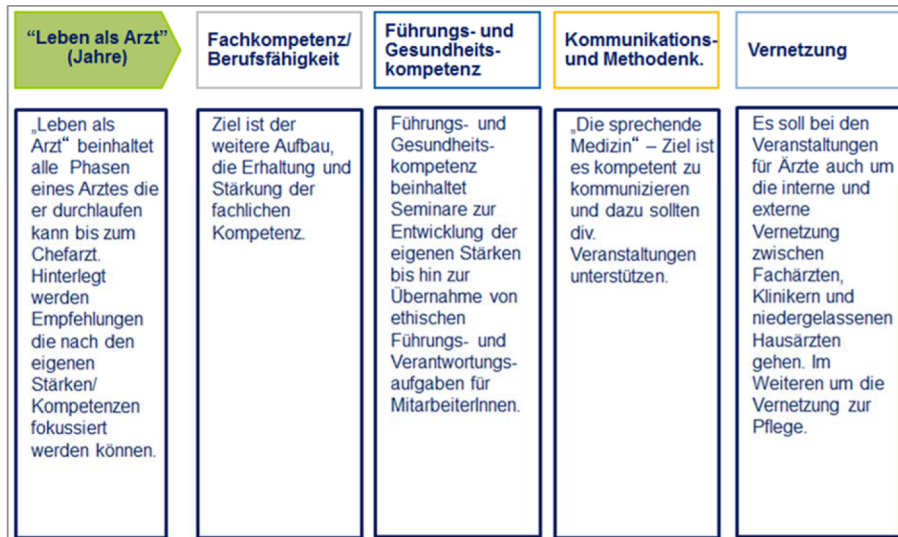 “Leben als Arzt”
(Jahre)
Fachkompetenz/
Berufsfähigkeit
Führungs- und
Gesundheits-
kompetenz
Kommunikations-
und Methodenk.
Vernetzung
„Leben als
Arzt“ beinhaltet
alle Phasen
eines Arztes die
er durchlaufen
kann bis zum
Chefarzt.
Hinterlegt
werden
Empfehlungen
die nach den
eigenen
Stärken/
Kompetenzen
fokussiert
werden können.
Ziel ist der
weitere Aufbau,
die Erhaltung und
Stärkung der
fachlichen
Kompetenz.
Führungs- und
Gesundheits-
kompetenz
beinhaltet
Seminare zur
Entwicklung der
eigenen Stärken
bis hin zur
Übernahme von
ethischen
Führungs- und
Verantwortungs-
aufgaben für
MitarbeiterInnen.
„Die sprechende
Medizin“ – Ziel ist
es kompetent zu
kommunizieren
und dazu sollten
div.
Veranstaltungen
unterstützen.
Es soll bei den
Veranstaltungen
für Ärzte auch um
die interne und
externe
Vernetzung
zwischen
Fachärzten,
Klinikern und
niedergelassenen
Hausärzten
gehen. Im
Weiteren um die
Vernetzung zur
Pflege.